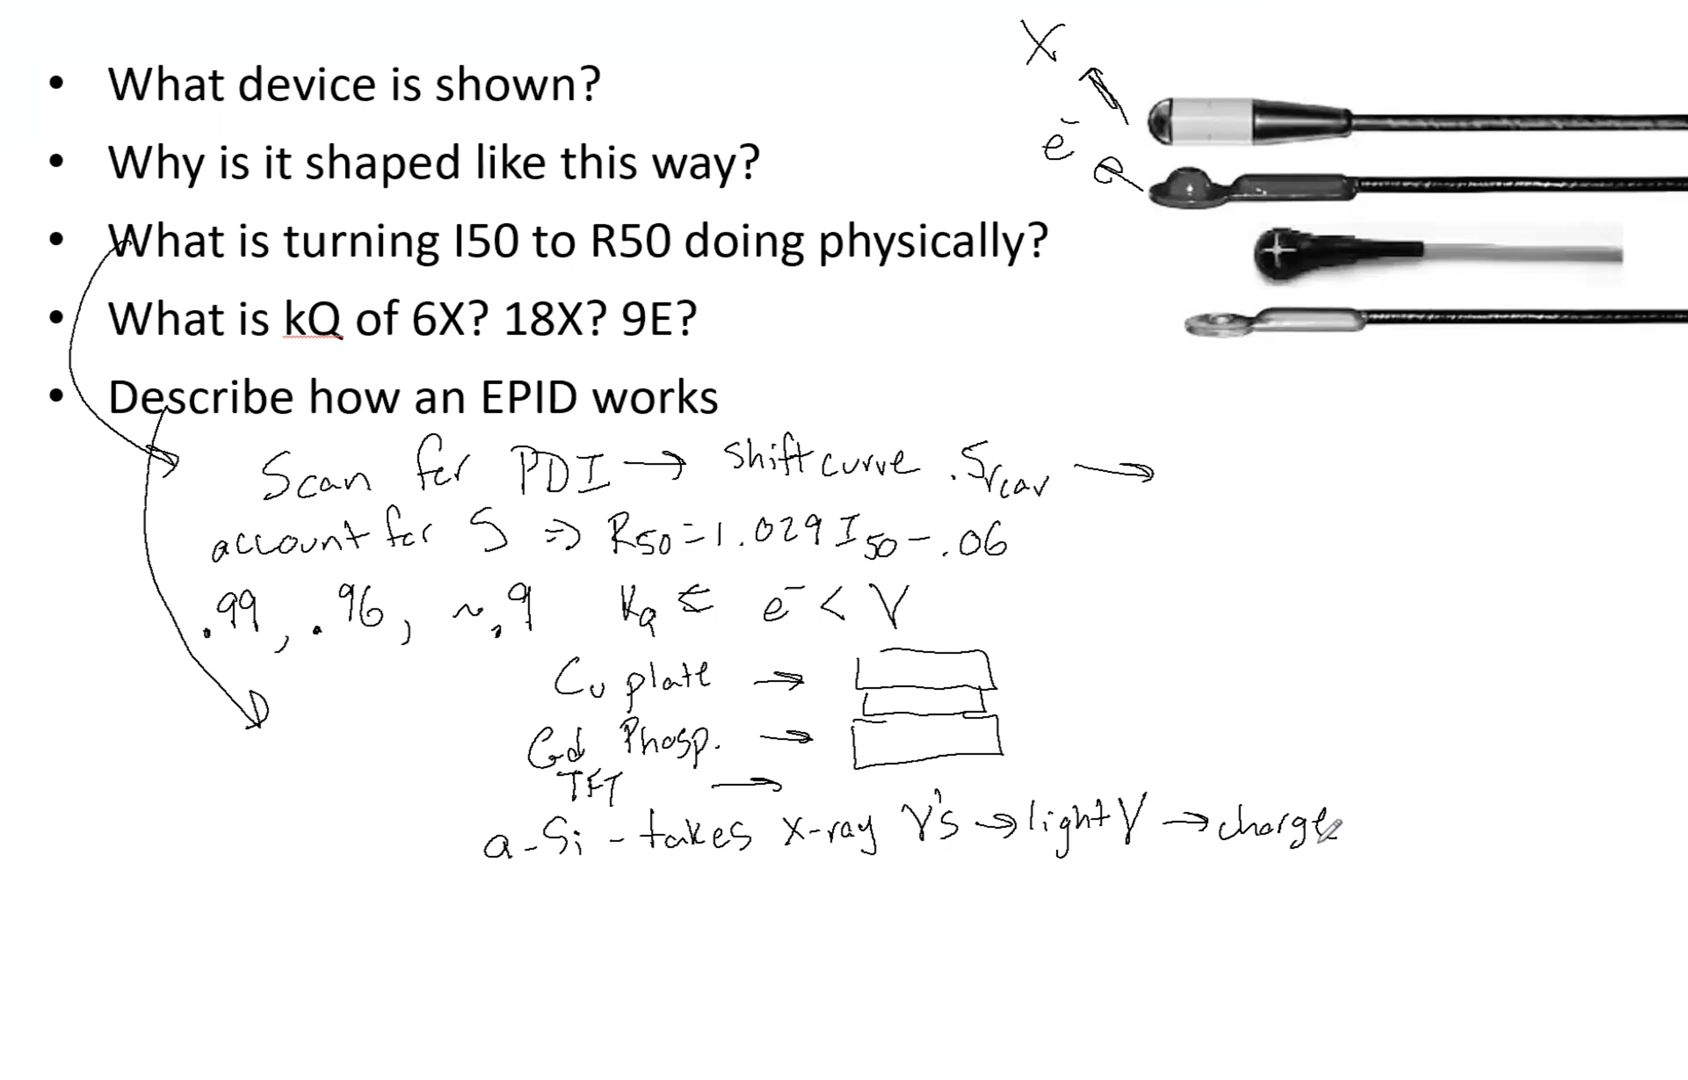 • What device is shown?
• Why is it shaped like this way?
• What is turning I50 to R50 doing physically?
• What is kQ of 6X? 18X? 9E?
• Describe how an EPID works
X
e⁻
Scan for PDI → shift curve .5rcav →
account for S ⇒ R50 = 1.029 I50 - .06
.99, .96, ~.9 kQ ≤ e⁻ < γ
Cu plate →
Gd Phosp. →
TFT →
a-Si - takes x-ray γ's → light γ → charge